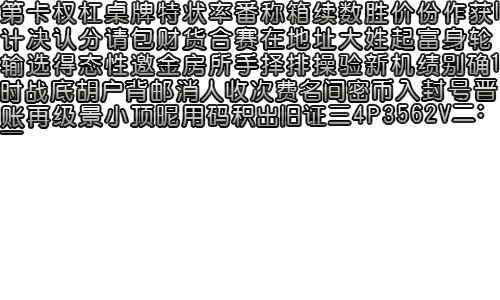 第卡权杠桌牌特状率番称箱续数胜价份作获
计决认分请包财货合赛在地址大姓起富身轮
输选得态性邀金房所手择排操验新机绩别确1
时战底胡户背邮消人收次费名间密币入封号晋
账再级景小顶昵用码积出旧证三4P3562V二:
一